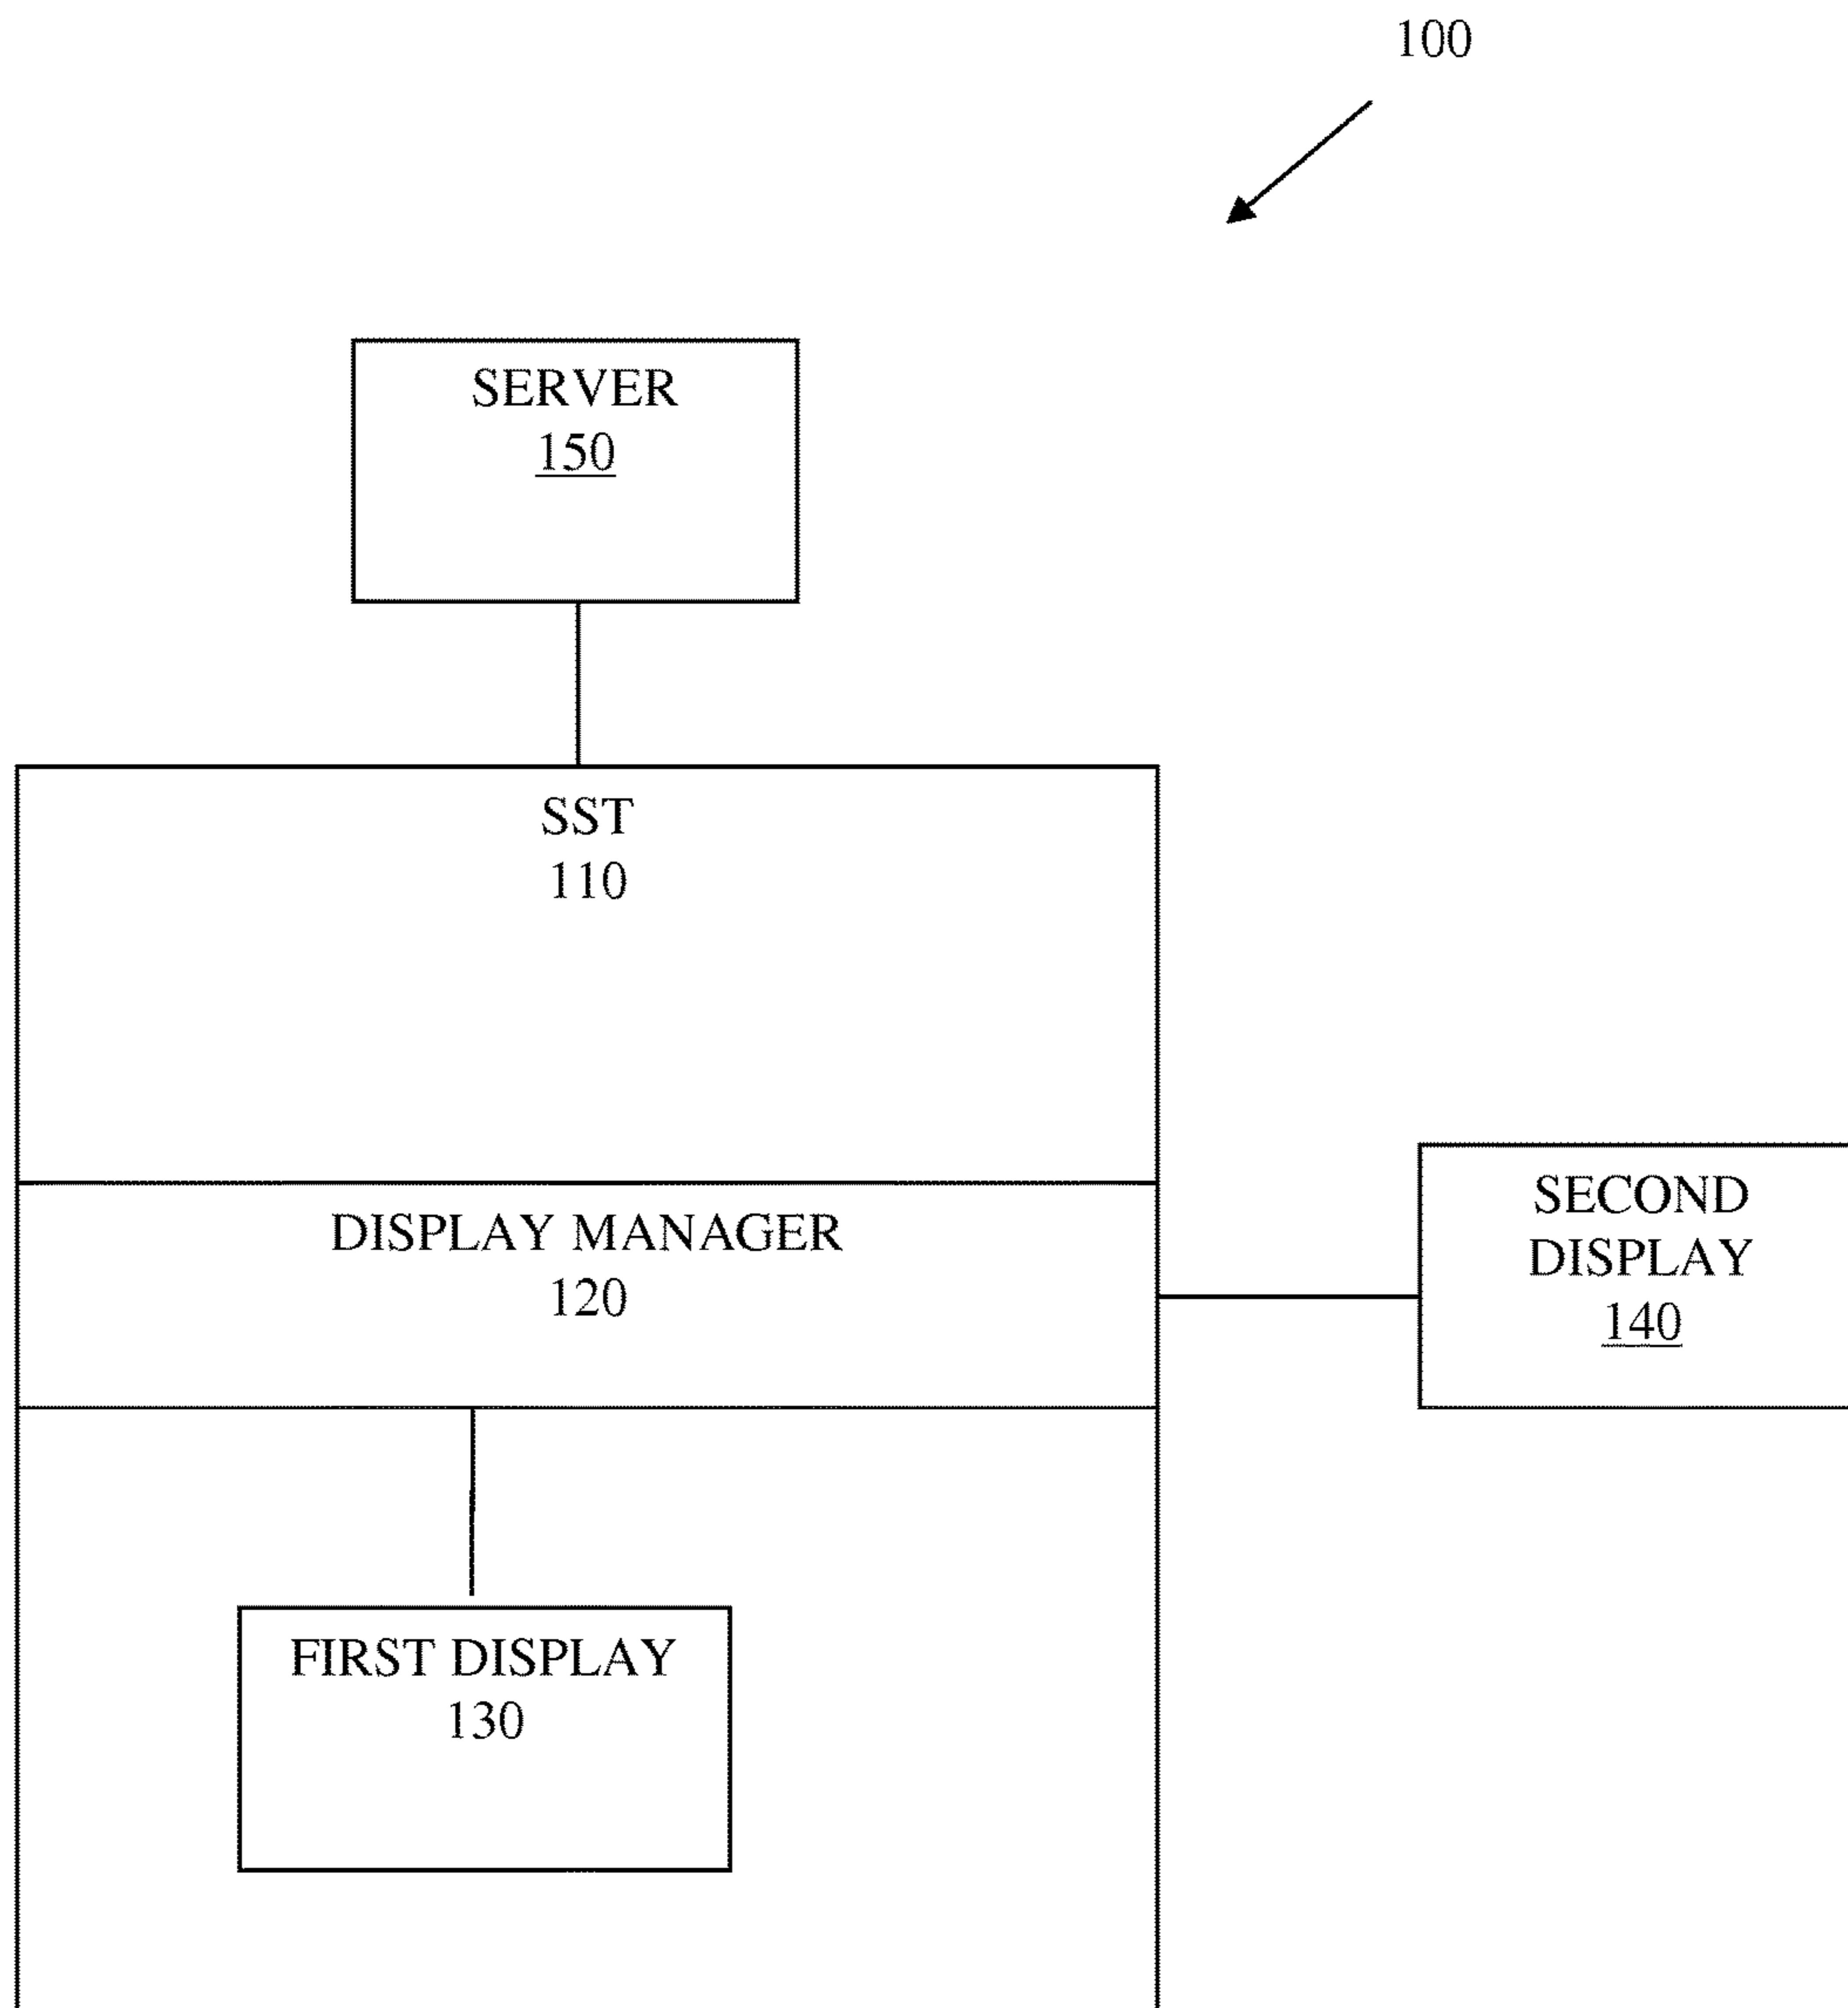 100
SERVER
150
SST
110
DISPLAY MANAGER
120
SECOND
DISPLAY
140
FIRST DISPLAY
130